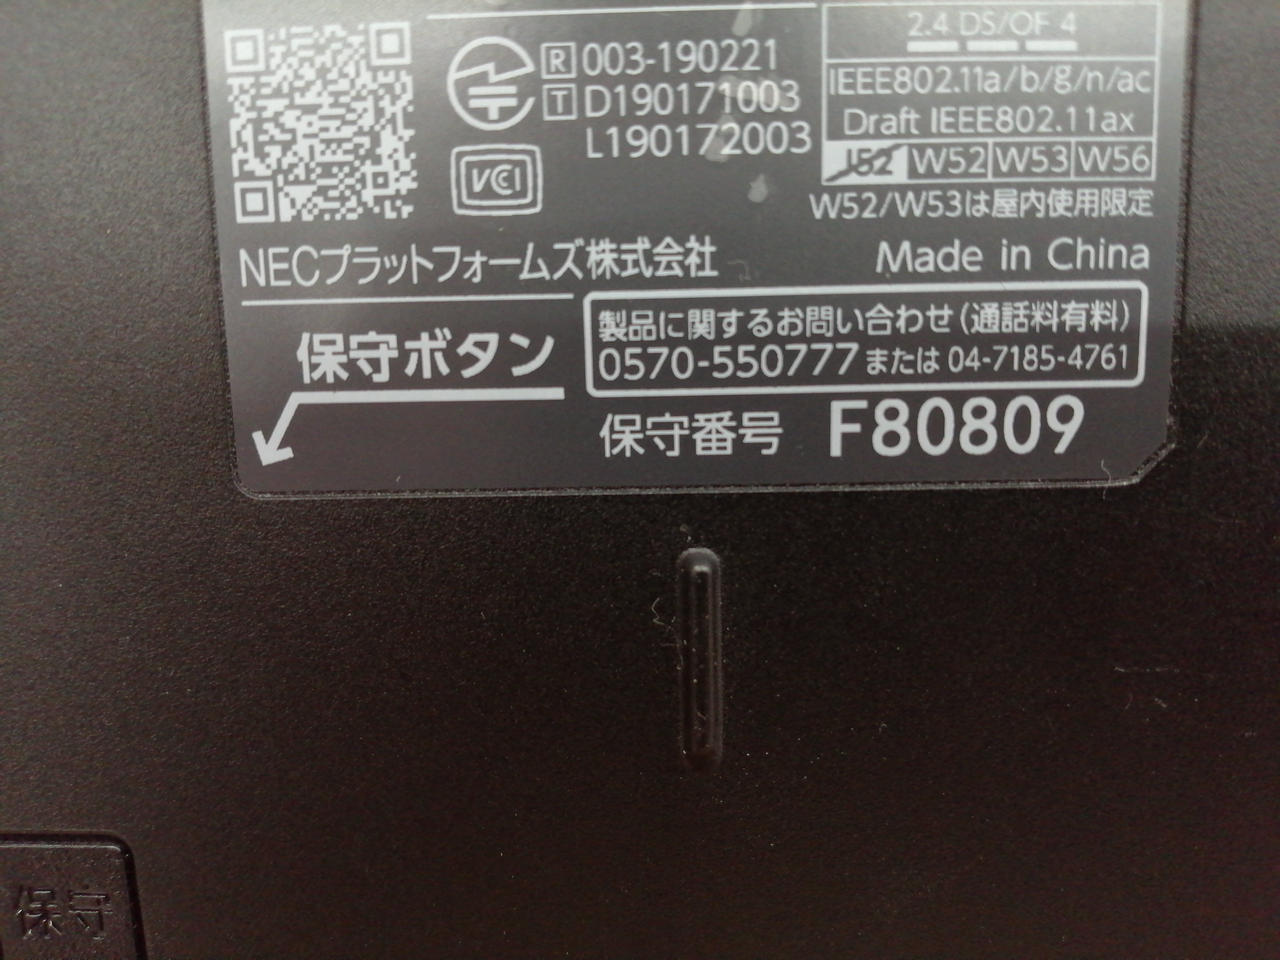 2.4 DS/OF 4
R 003-190221
T D190171003
L190172003
IEEE802.11a/b/g/n/ac
Draft IEEE802.11ax
J52 W52 W53 W56
VCCI
W52/W53は屋内使用限定
NECプラットフォームズ株式会社
Made in China
保守ボタン
製品に関するお問い合わせ(通話料有料)
0570-550777 または 04-7185-4761
保守番号 F80809
保守